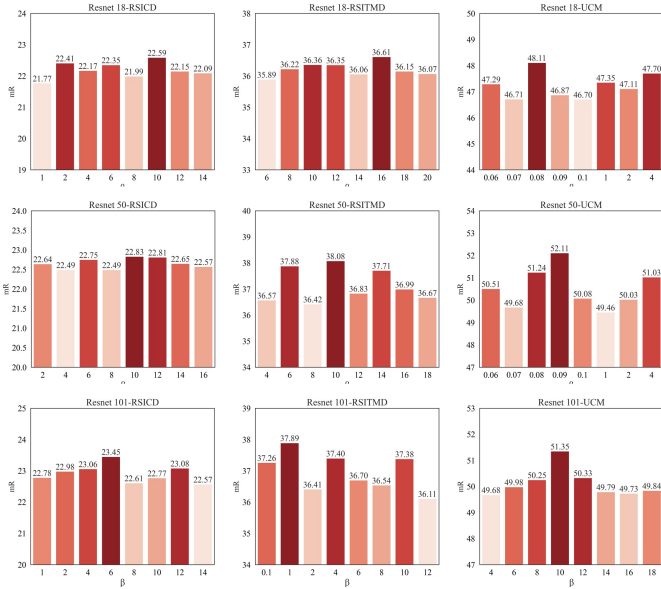 Resnet 18-RSICD
mR
24
23
22
21
20
19
21.77 22.41 22.17 22.35 21.99 22.59 22.15 22.09
1 2 4 6 8 10 12 14
Resnet 18-RSITMD
mR
38
37
36
35
34
33
35.89 36.22 36.36 36.35 36.06 36.61 36.15 36.07
6 8 10 12 14 16 18 20
Resnet 18-UCM
mR
49
48
47
46
45
44
47.29 46.71 48.11 46.87 46.70 47.35 47.11 47.70
0.06 0.07 0.08 0.09 0.1 1 2 4
Resnet 50-RSICD
mR
24.0
23.5
23.0
22.5
22.0
21.5
21.0
20.5
20.0
22.64 22.49 22.75 22.49 22.83 22.81 22.65 22.57
2 4 6 8 10 12 14 16
Resnet 50-RSITMD
mR
40
39
38
37
36
35
34
36.57 37.88 36.42 38.08 36.83 37.71 36.99 36.67
4 6 8 10 12 14 16 18
Resnet 50-UCM
mR
54
53
52
51
50
49
48
47
50.51 49.68 51.24 52.11 50.08 49.46 50.03 51.03
0.06 0.07 0.08 0.09 0.1 1 2 4
Resnet 101-RSICD
mR
25
24
23
22
21
20
22.78 22.98 23.06 23.45 22.61 22.77 23.08 22.57
1 2 4 6 8 10 12 14
β
Resnet 101-RSITMD
mR
39
38
37
36
35
34
37.26 37.89 36.41 37.40 36.70 36.54 37.38 36.11
0.1 1 2 4 6 8 10 12
β
Resnet 101-UCM
mR
53
52
51
50
49
48
47
49.68 49.98 50.25 51.35 50.33 49.79 49.73 49.84
4 6 8 10 12 14 16 18
β